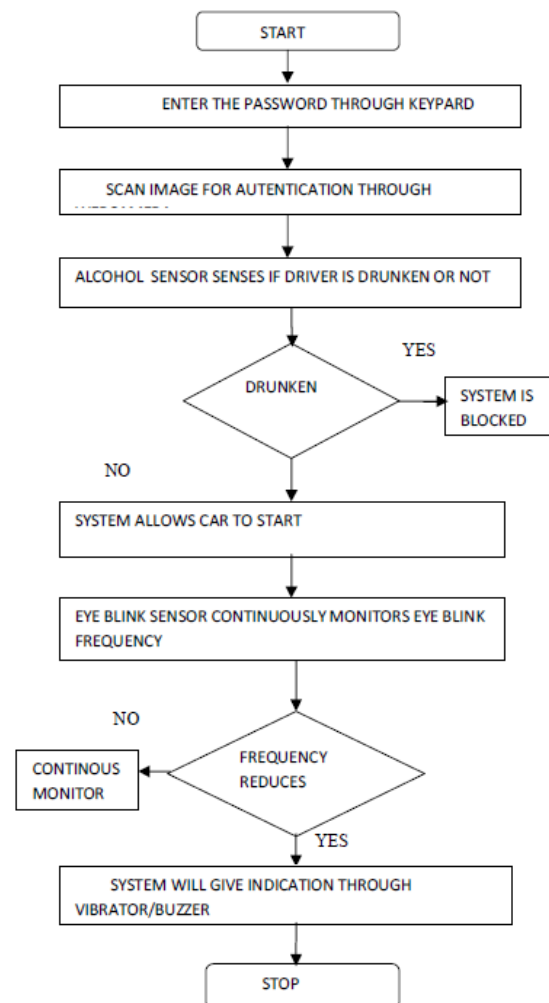 START
ENTER THE PASSWORD THROUGH KEYPARD
SCAN IMAGE FOR AUTENTICATION THROUGH
ALCOHOL SENSOR SENSES IF DRIVER IS DRUNKEN OR NOT
YES
DRUNKEN
SYSTEM IS
BLOCKED
NO
SYSTEM ALLOWS CAR TO START
EYE BLINK SENSOR CONTINUOUSLY MONITORS EYE BLINK
FREQUENCY
NO
FREQUENCY
REDUCES
CONTINOUS
MONITOR
YES
SYSTEM WILL GIVE INDICATION THROUGH
VIBRATOR/BUZZER
STOP